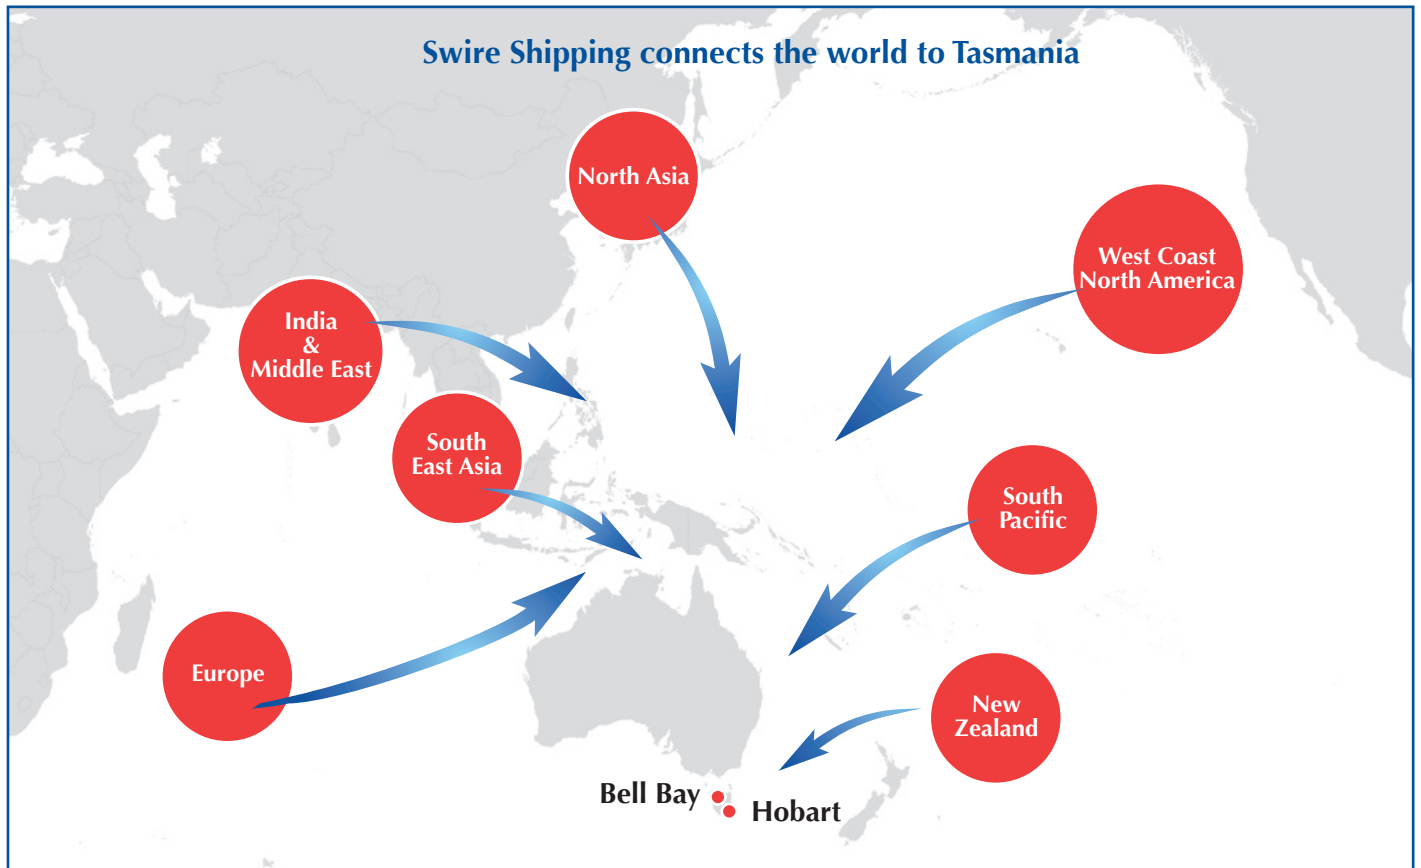 Swire Shipping connects the world to Tasmania
North Asia
West Coast
North America
India
&
Middle East
South
East Asia
South
Pacific
Europe
New
Zealand
Bell Bay
Hobart